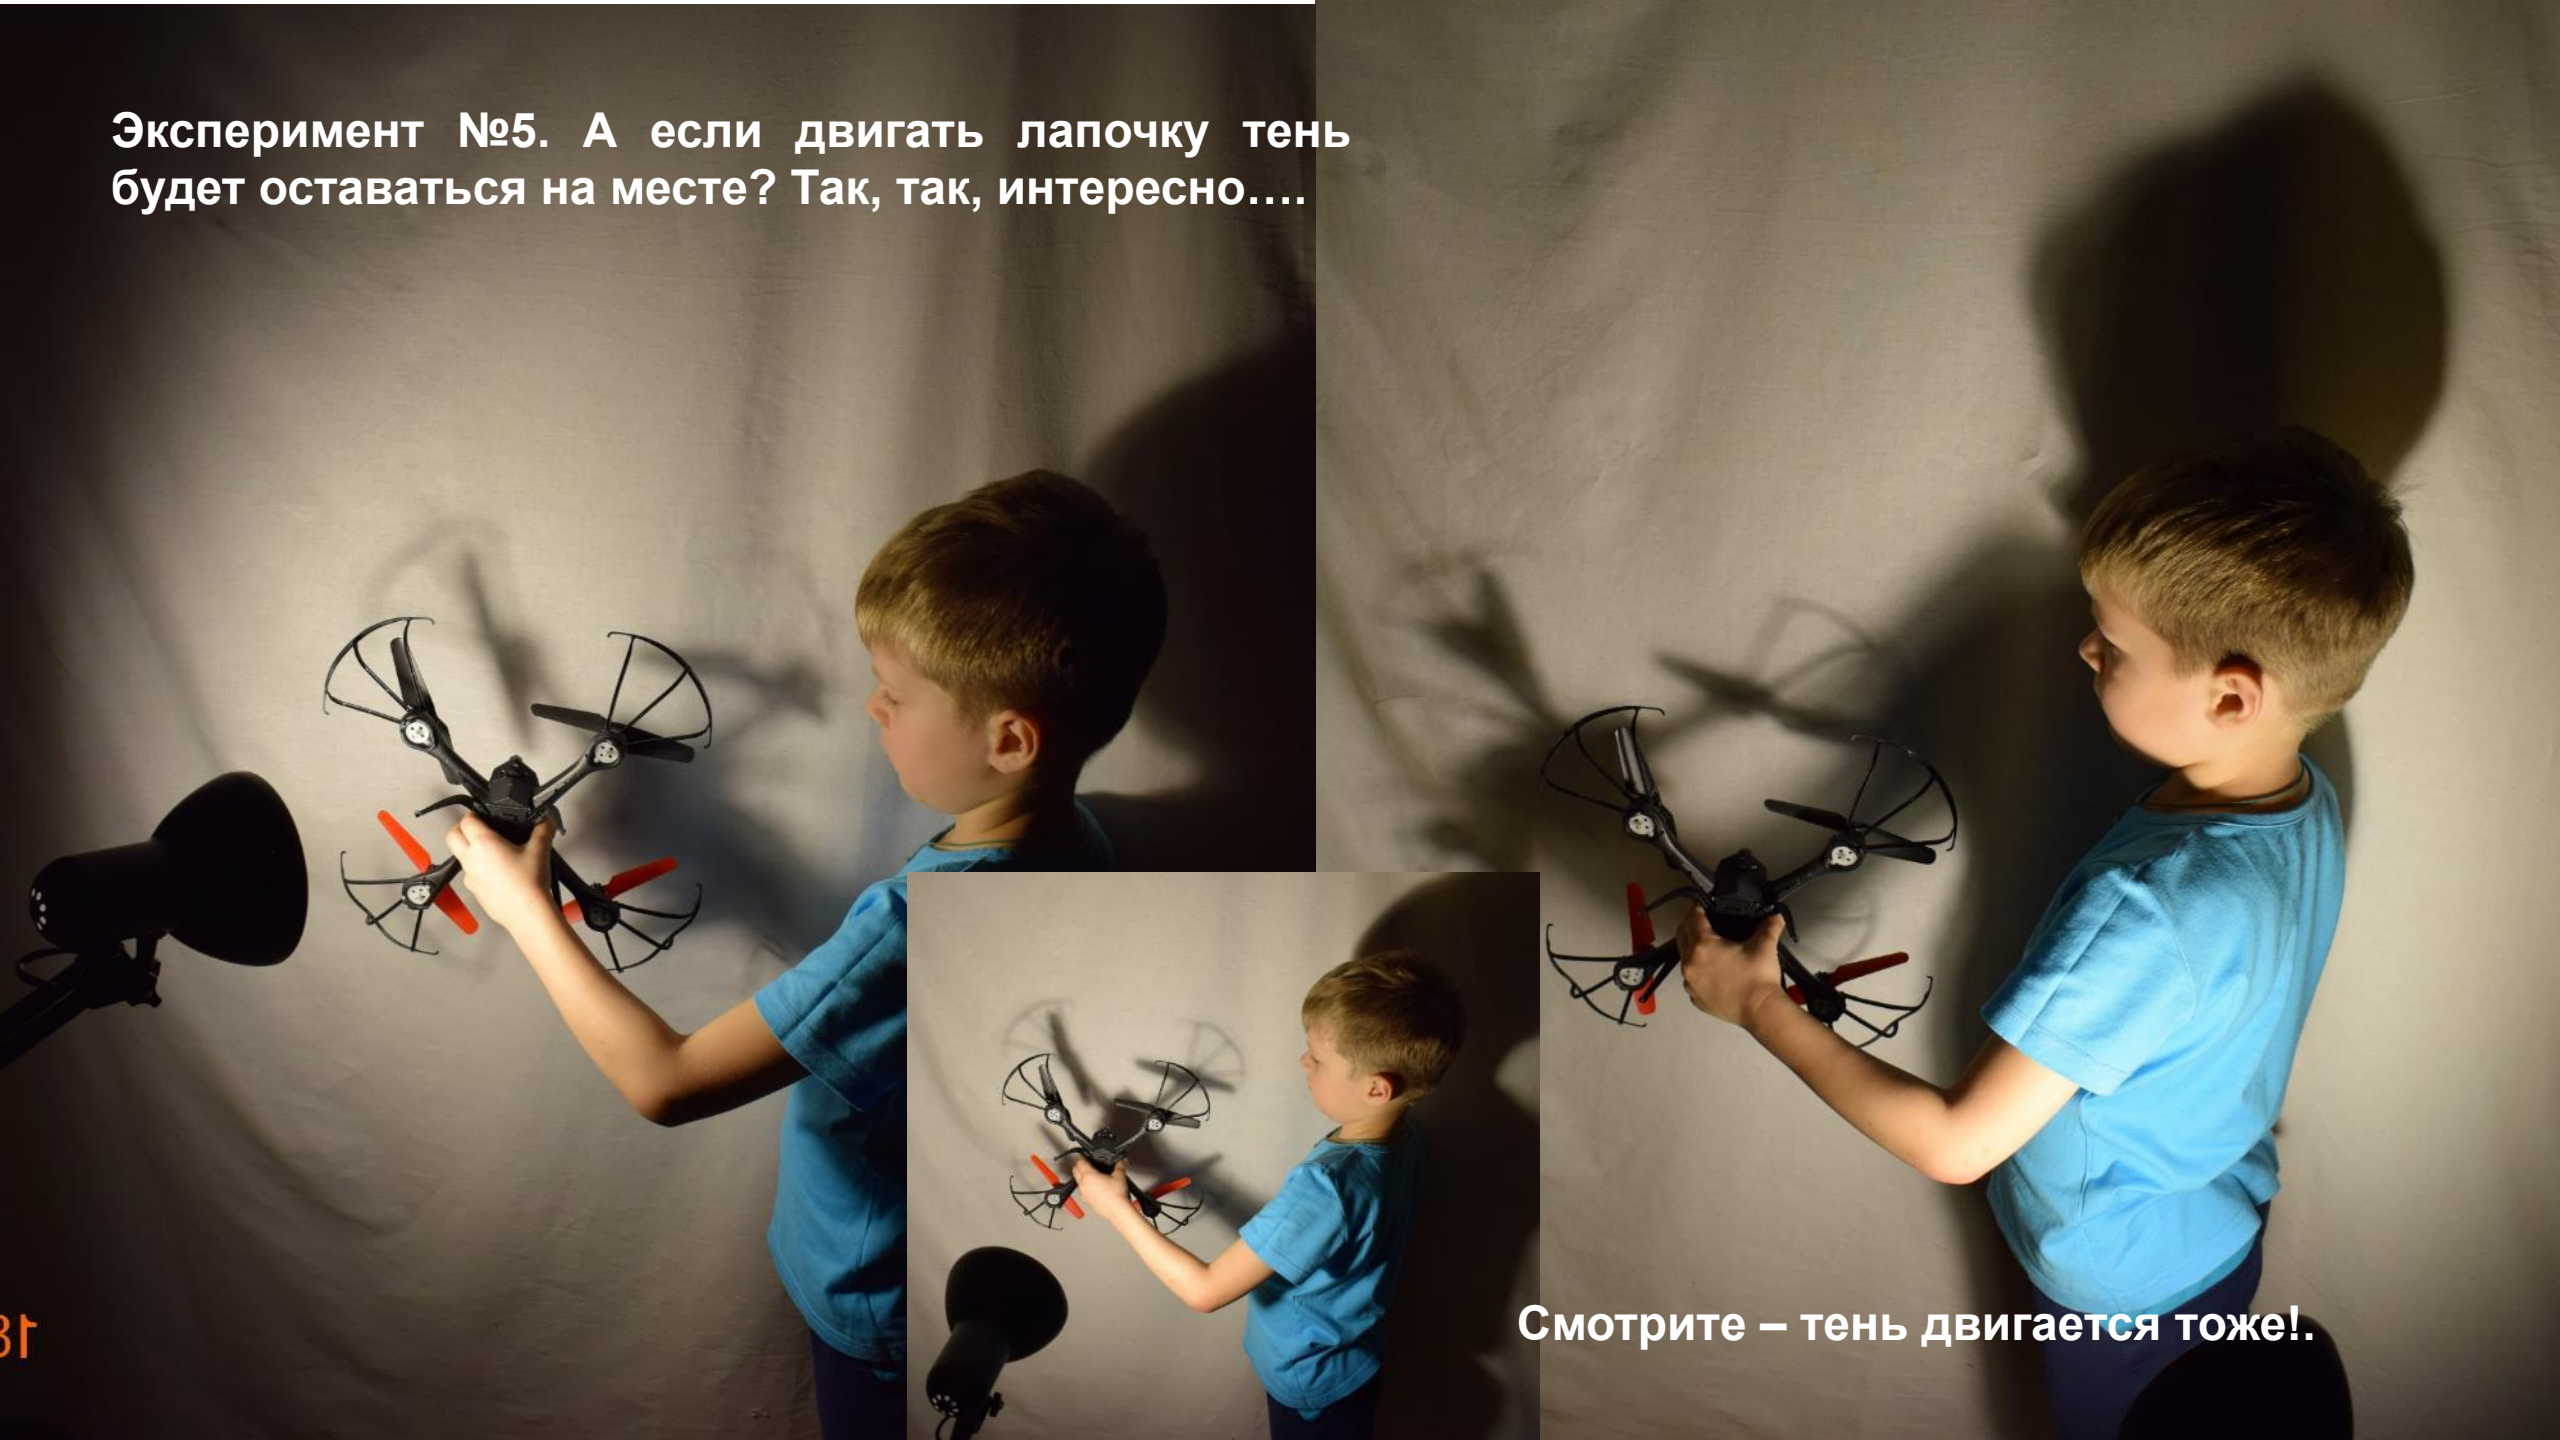 Эксперимент №5. А если двигать лапочку тень
будет оставаться на месте? Так, так, интересно....
Смотрите – тень двигается тоже!.